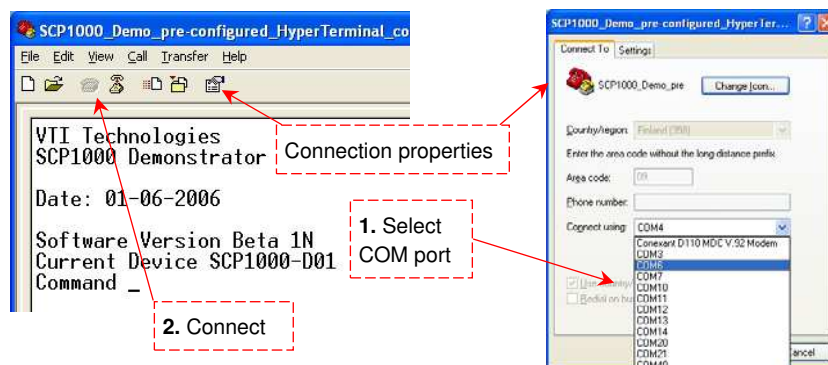 SCP1000_Demo_pre-configured_HyperTerminal_co
File Edit View Call Transfer Help
VTI Technologies
SCP1000 Demonstrator
Date: 01-06-2006
Software Version Beta 1N
Current Device SCP1000-D01
Command _
Connection properties
1. Select
COM port
2. Connect
SCP1000_Demo_pre-configured_HyperTer...
Connect To Settings
SCP1000_Demo_pre
Change Icon...
Country/region: Finland (358)
Enter the area code without the long distance prefix.
Area code: 09
Phone number:
Connect using: COM4
Conexant D110 MDC V.92 Modem
COM3
COM6
COM7
COM10
COM11
COM12
COM13
COM14
COM20
COM21
Redial on bu
ancel